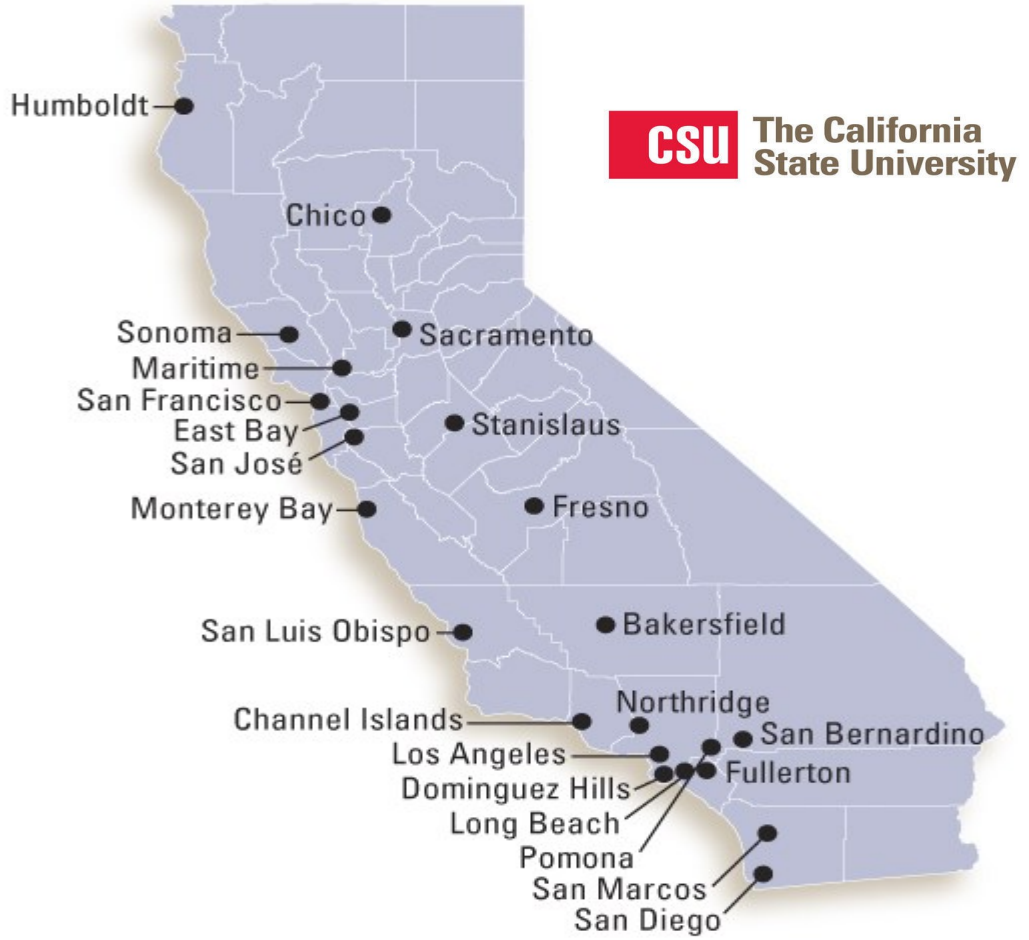 Humboldt
CSU
The California
State University
Chico
Sonoma
Sacramento
Maritime
San Francisco
East Bay
Stanislaus
San José
Monterey Bay
Fresno
San Luis Obispo
Bakersfield
Northridge
Channel Islands
San Bernardino
Los Angeles
Fullerton
Dominguez Hills
Long Beach
Pomona
San Marcos
San Diego